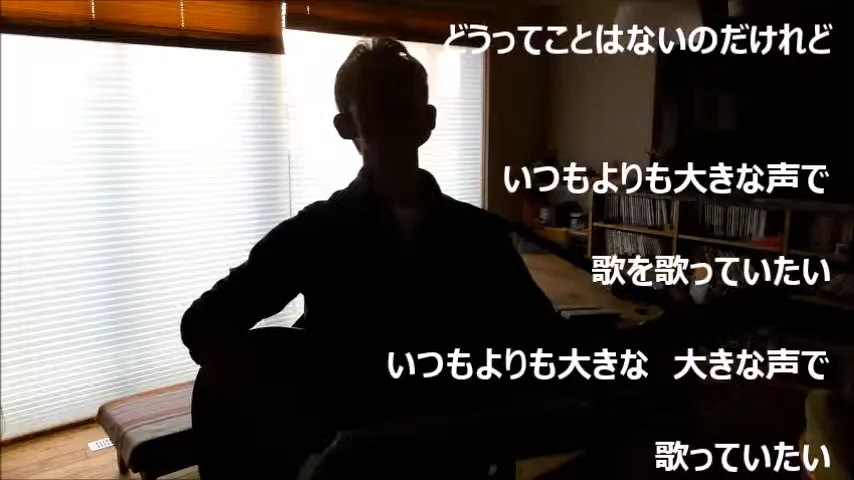 どうってことはないのだけれど
いつもよりも大きな声で
歌を歌っていたい
いつもよりも大きな　大きな声で
歌っていたい